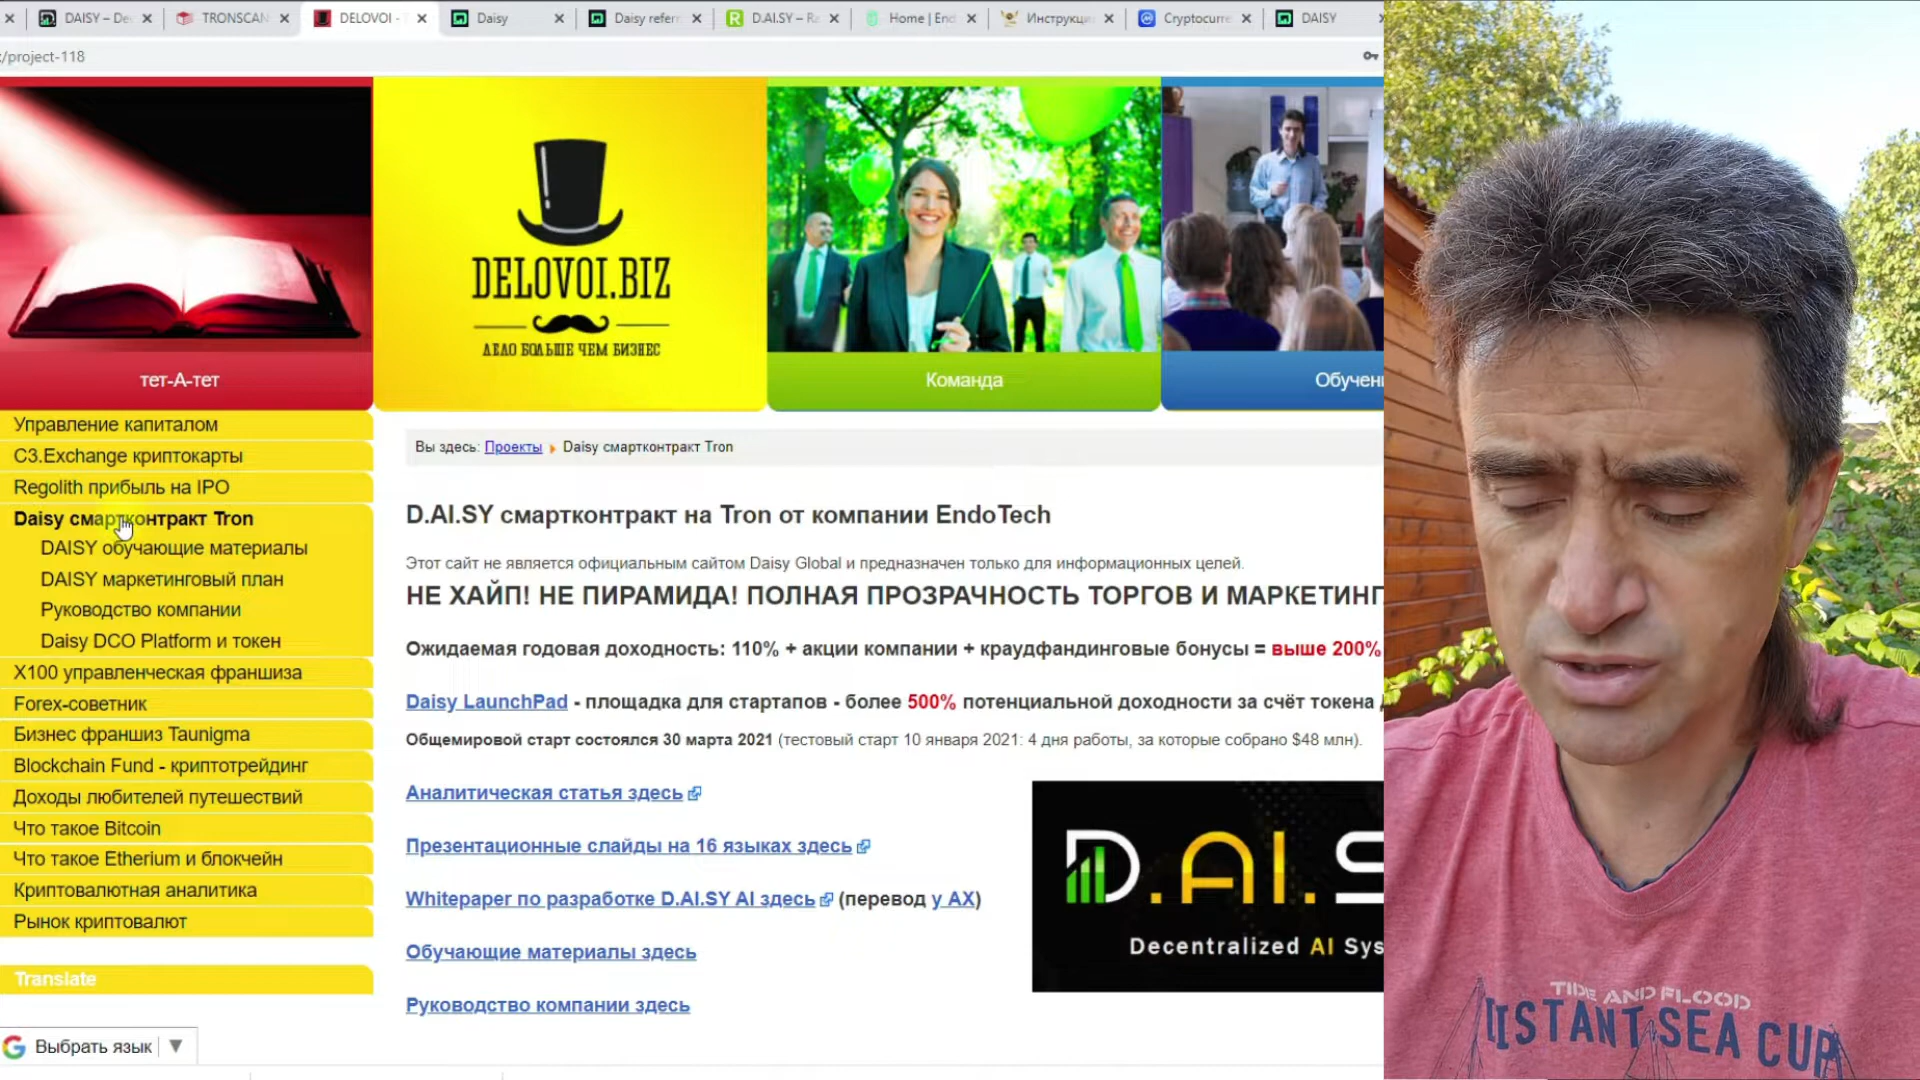 DAISY – De
TRONSCAN
DELOVOI -
Daisy
Daisy refer
D.AI.SY – Ra
Home | End
Инструкци
Cryptocurre
DAISY
/project-118
DELOVOI.BIZ
ДЕЛО БОЛЬШЕ ЧЕМ БИЗНЕС
тет-А-тет
Команда
Обучени
Управление капиталом
C3.Exchange криптокарты
Regolith прибыль на IPO
Daisy смартконтракт Tron
DAISY обучающие материалы
DAISY маркетинговый план
Руководство компании
Daisy DCO Platform и токен
X100 управленческая франшиза
Forex-советник
Бизнес франшиз Taunigma
Blockchain Fund - криптотрейдинг
Доходы любителей путешествий
Что такое Bitcoin
Что такое Etherium и блокчейн
Криптовалютная аналитика
Рынок криптовалют
Translate
Выбрать язык
Вы здесь: Проекты Daisy смартконтракт Tron
D.AI.SY смартконтракт на Tron от компании EndoTech
Этот сайт не является официальным сайтом Daisy Global и предназначен только для информационных целей.
НЕ ХАЙП! НЕ ПИРАМИДА! ПОЛНАЯ ПРОЗРАЧНОСТЬ ТОРГОВ И МАРКЕТИНГ
Ожидаемая годовая доходность: 110% + акции компании + краудфандинговые бонусы = выше 200%
Daisy LaunchPad - площадка для стартапов - более 500% потенциальной доходности за счёт токена
Общемировой старт состоялся 30 марта 2021 (тестовый старт 10 января 2021: 4 дня работы, за которые собрано $48 млн).
Аналитическая статья здесь
Презентационные слайды на 16 языках здесь
Whitepaper по разработке D.AI.SY AI здесь (перевод у АХ)
Обучающие материалы здесь
Руководство компании здесь
D.AI.S
Decentralized AI Sys
TIDE AND FLOOD
DISTANT SEA CUP